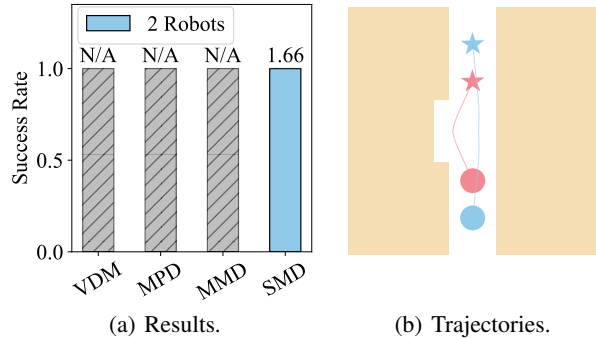 2 Robots
N/A N/A N/A 1.66
Success Rate
1.0
0.5
0.0
VDM MPD MMD SMD
(a) Results.
(b) Trajectories.